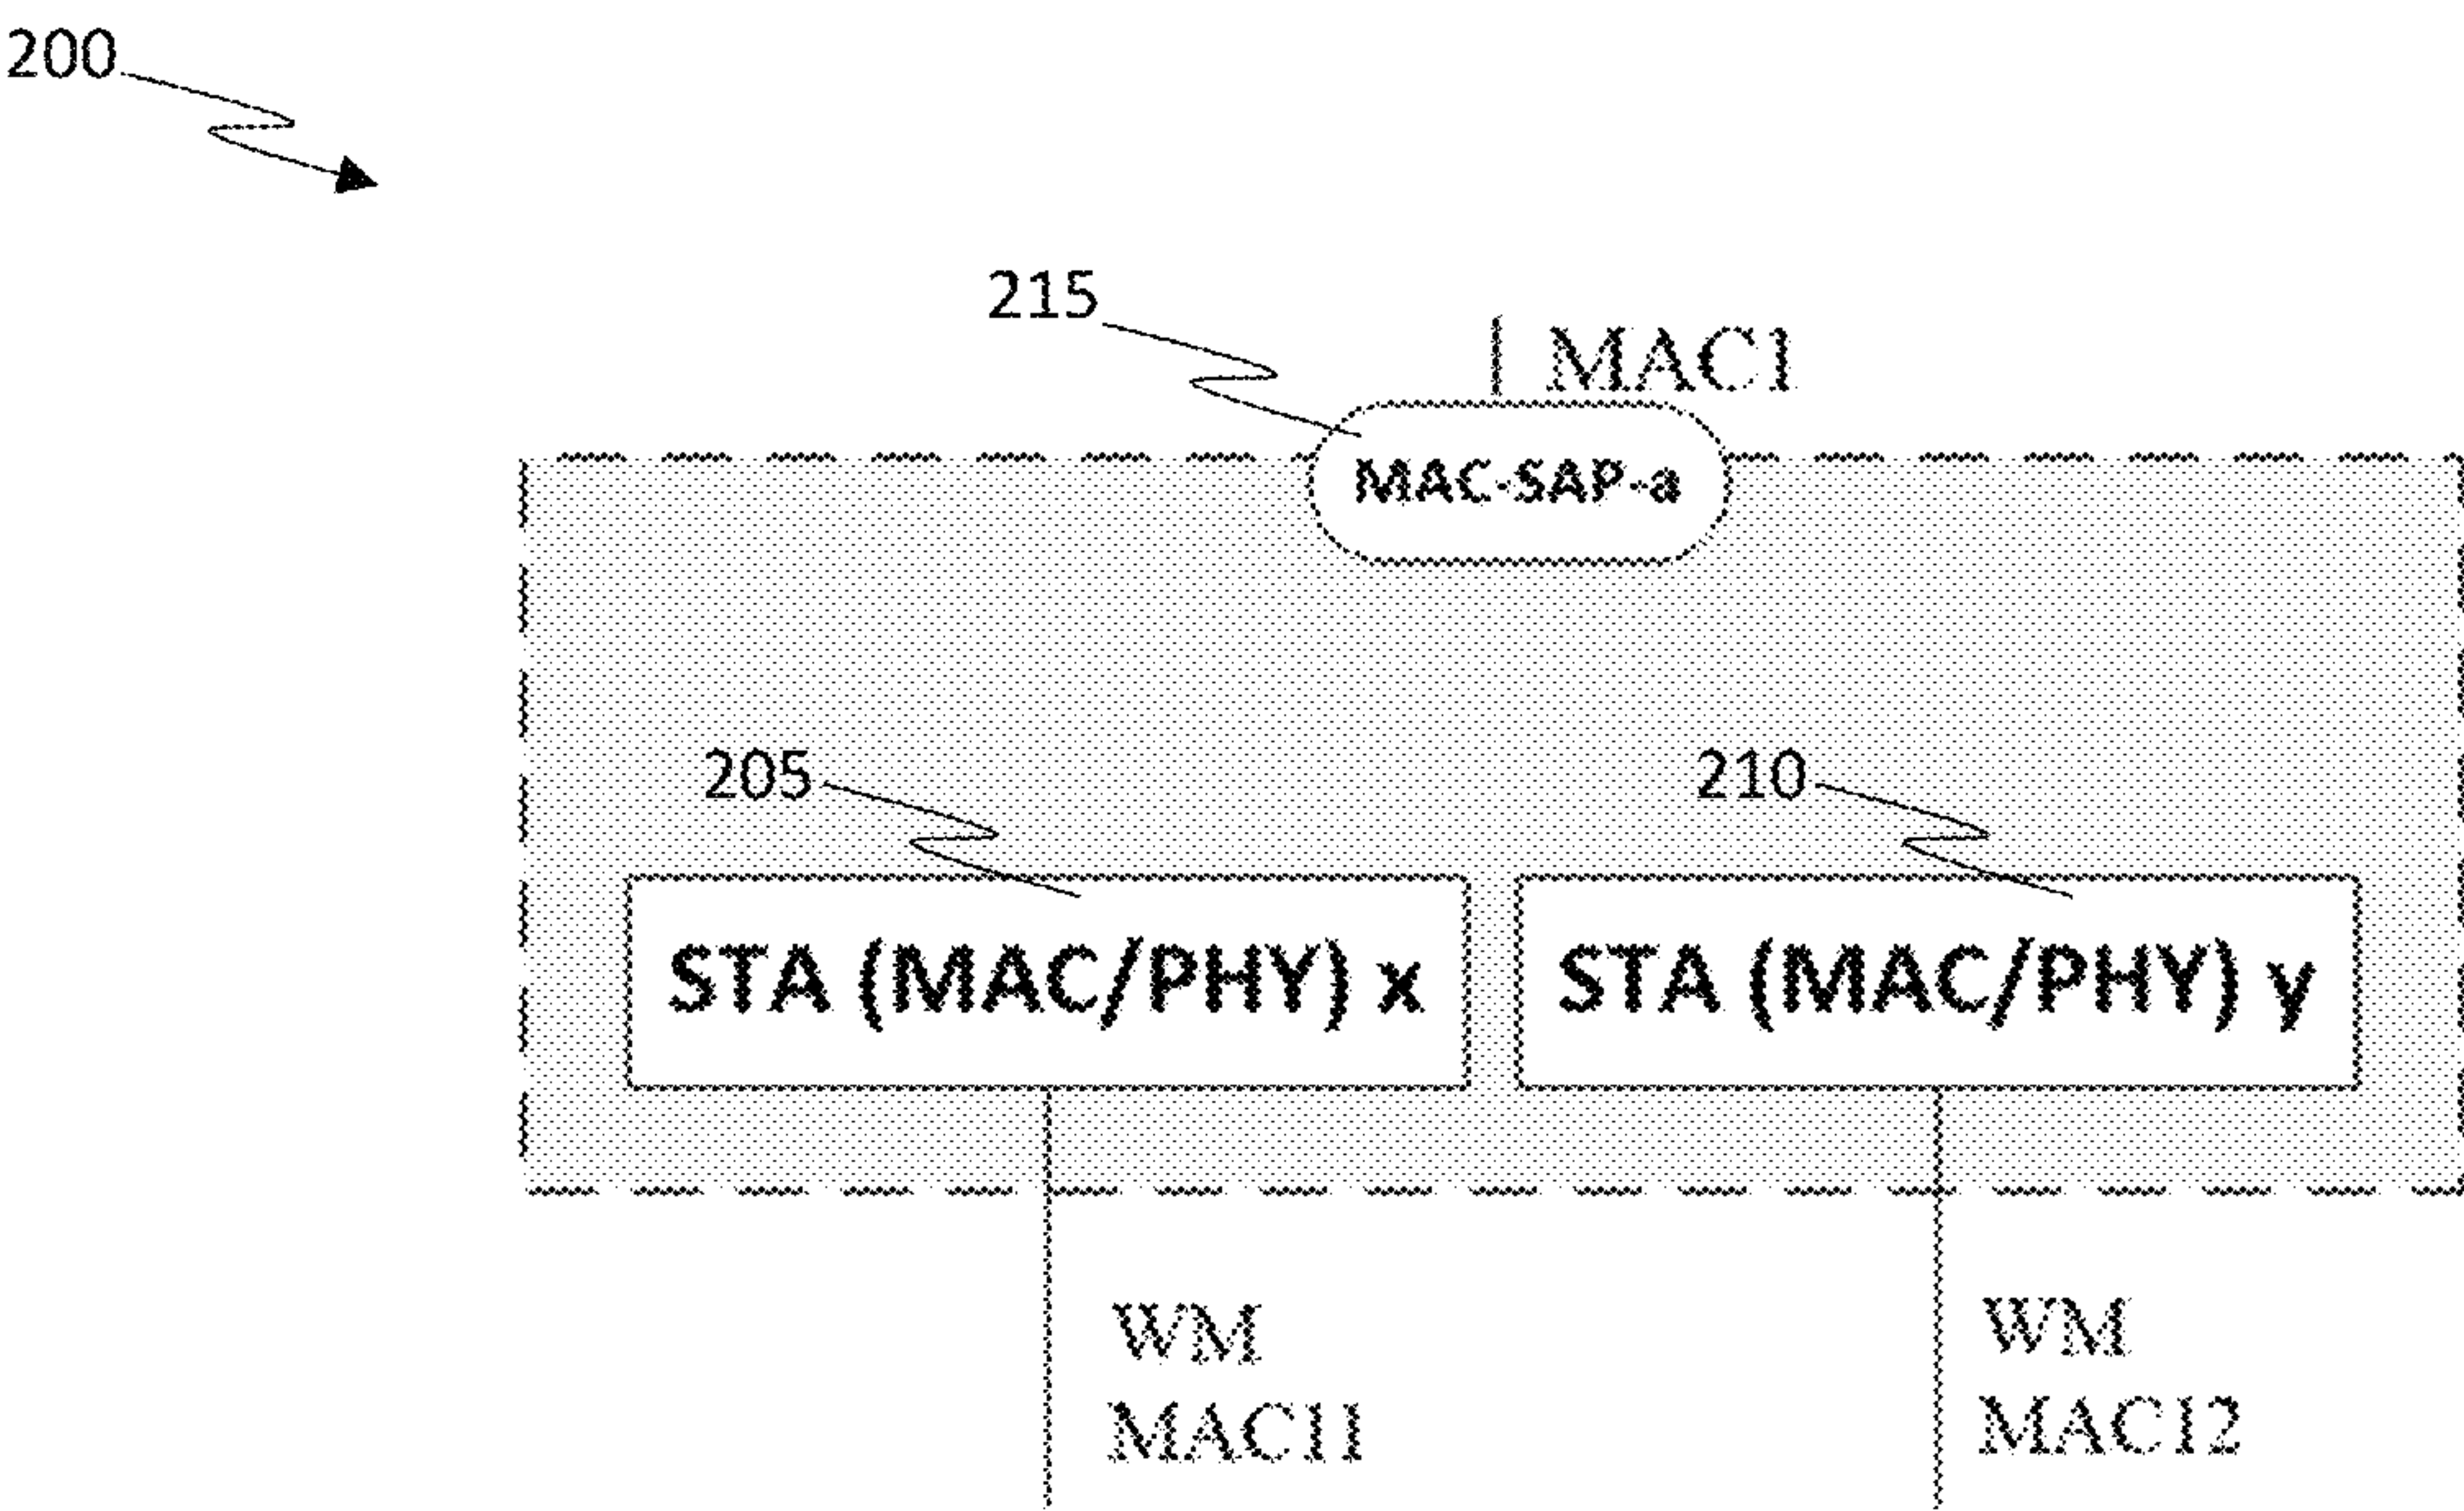 200
215
MAC1
MAC-SAP-a
205
210
STA (MAC/PHY) x
STA (MAC/PHY) y
WM
MAC11
WM
MAC12